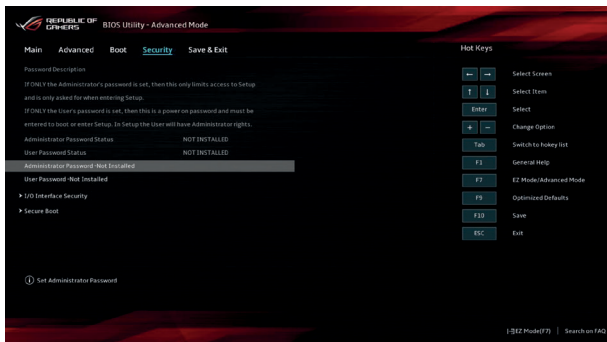 REPUBLIC OF
GAMERS
BIOS Utility - Advanced Mode
Main Advanced Boot Security Save & Exit
Hot Keys
Password Description
If ONLY the Administrator's password is set, then this only limits access to Setup
and is only asked for when entering Setup.
If ONLY the User's password is set, then this is a power on password and must be
entered to boot or enter Setup. In Setup the User will have Administrator rights.
Administrator Password Status NOT INSTALLED
User Password Status NOT INSTALLED
Administrator Password -Not Installed
User Password -Not Installed
I/O Interface Security
Secure Boot
← → Select Screen
↑ ↓ Select Item
Enter Select
+ - Change Option
Tab Switch to hokey list
F1 General Help
F7 EZ Mode/Advanced Mode
F9 Optimized Defaults
F10 Save
ESC Exit
Set Administrator Password
EZ Mode(F7) | Search on FAQ